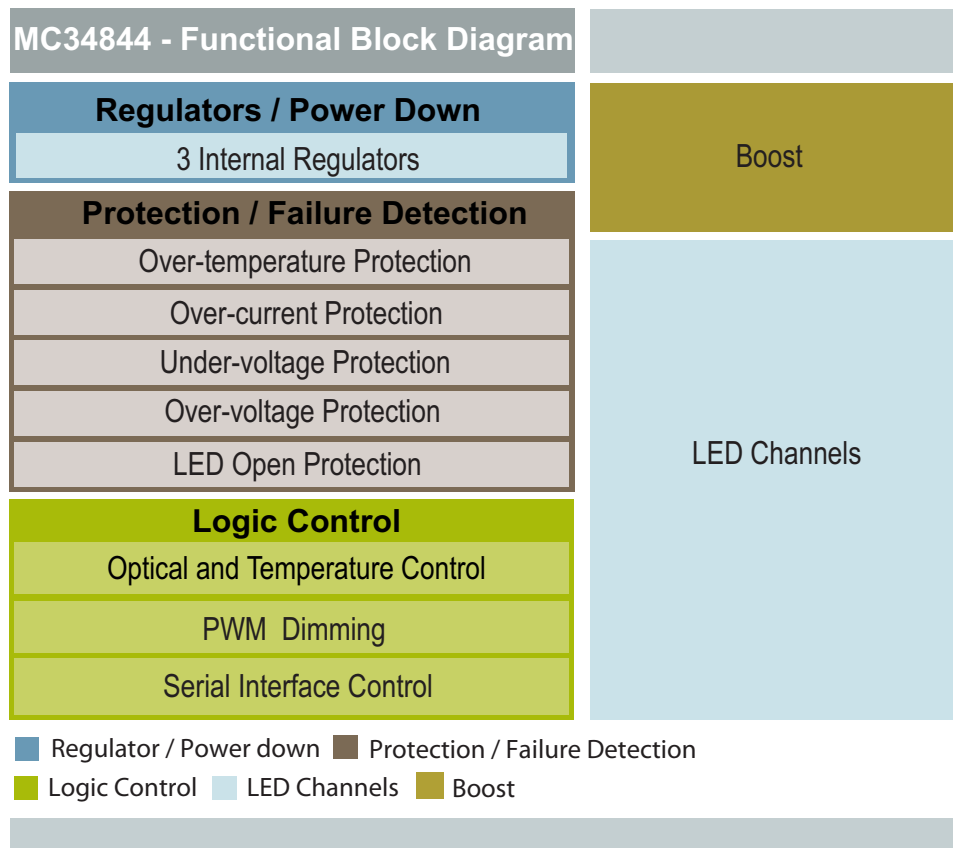 MC34844 - Functional Block Diagram
Regulators / Power Down
3 Internal Regulators
Protection / Failure Detection
Over-temperature Protection
Over-current Protection
Under-voltage Protection
Over-voltage Protection
LED Open Protection
Logic Control
Optical and Temperature Control
PWM Dimming
Serial Interface Control
Boost
LED Channels
Regulator / Power down Protection / Failure Detection
Logic Control LED Channels Boost